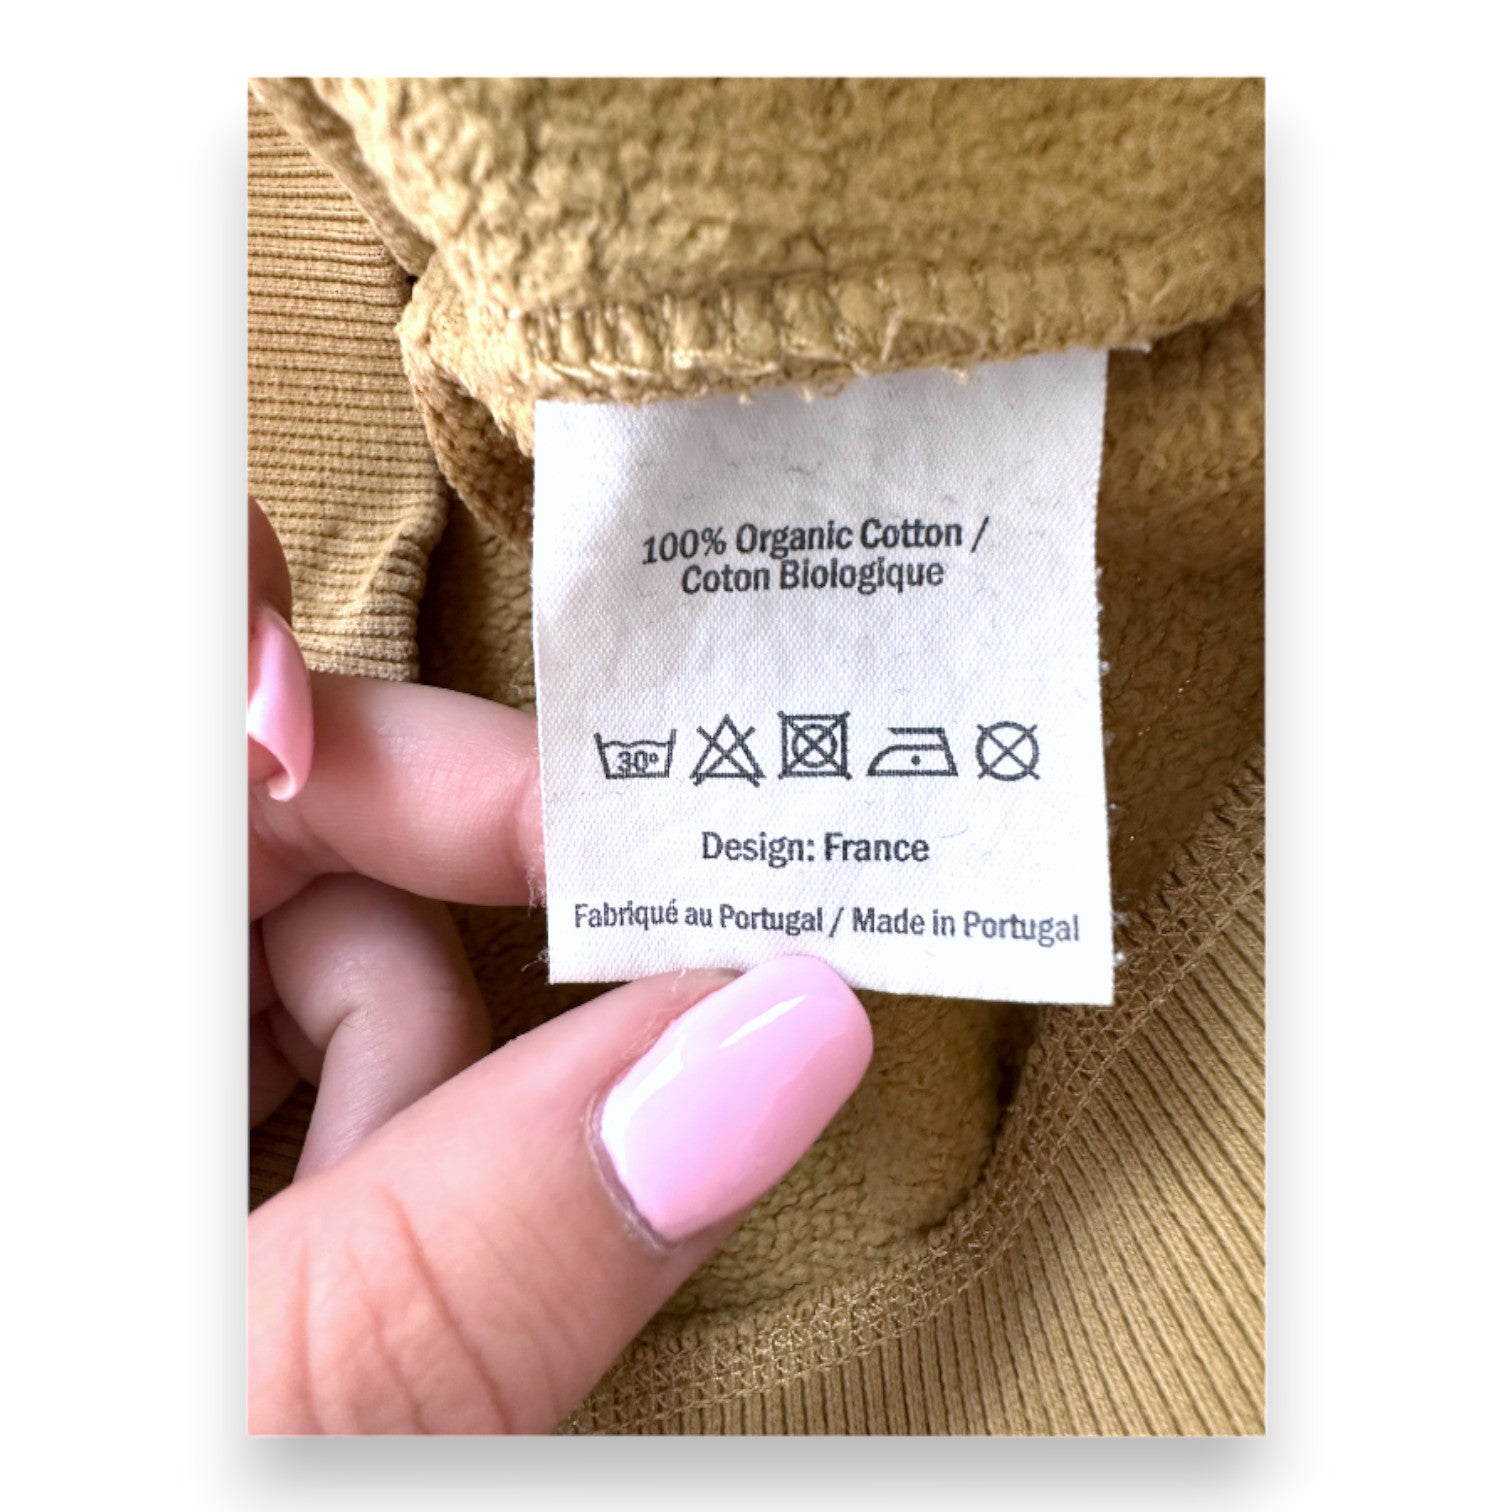 100% Organic Cotton /
Coton Biologique
30°
Design: France
Fabriqué au Portugal / Made in Portugal